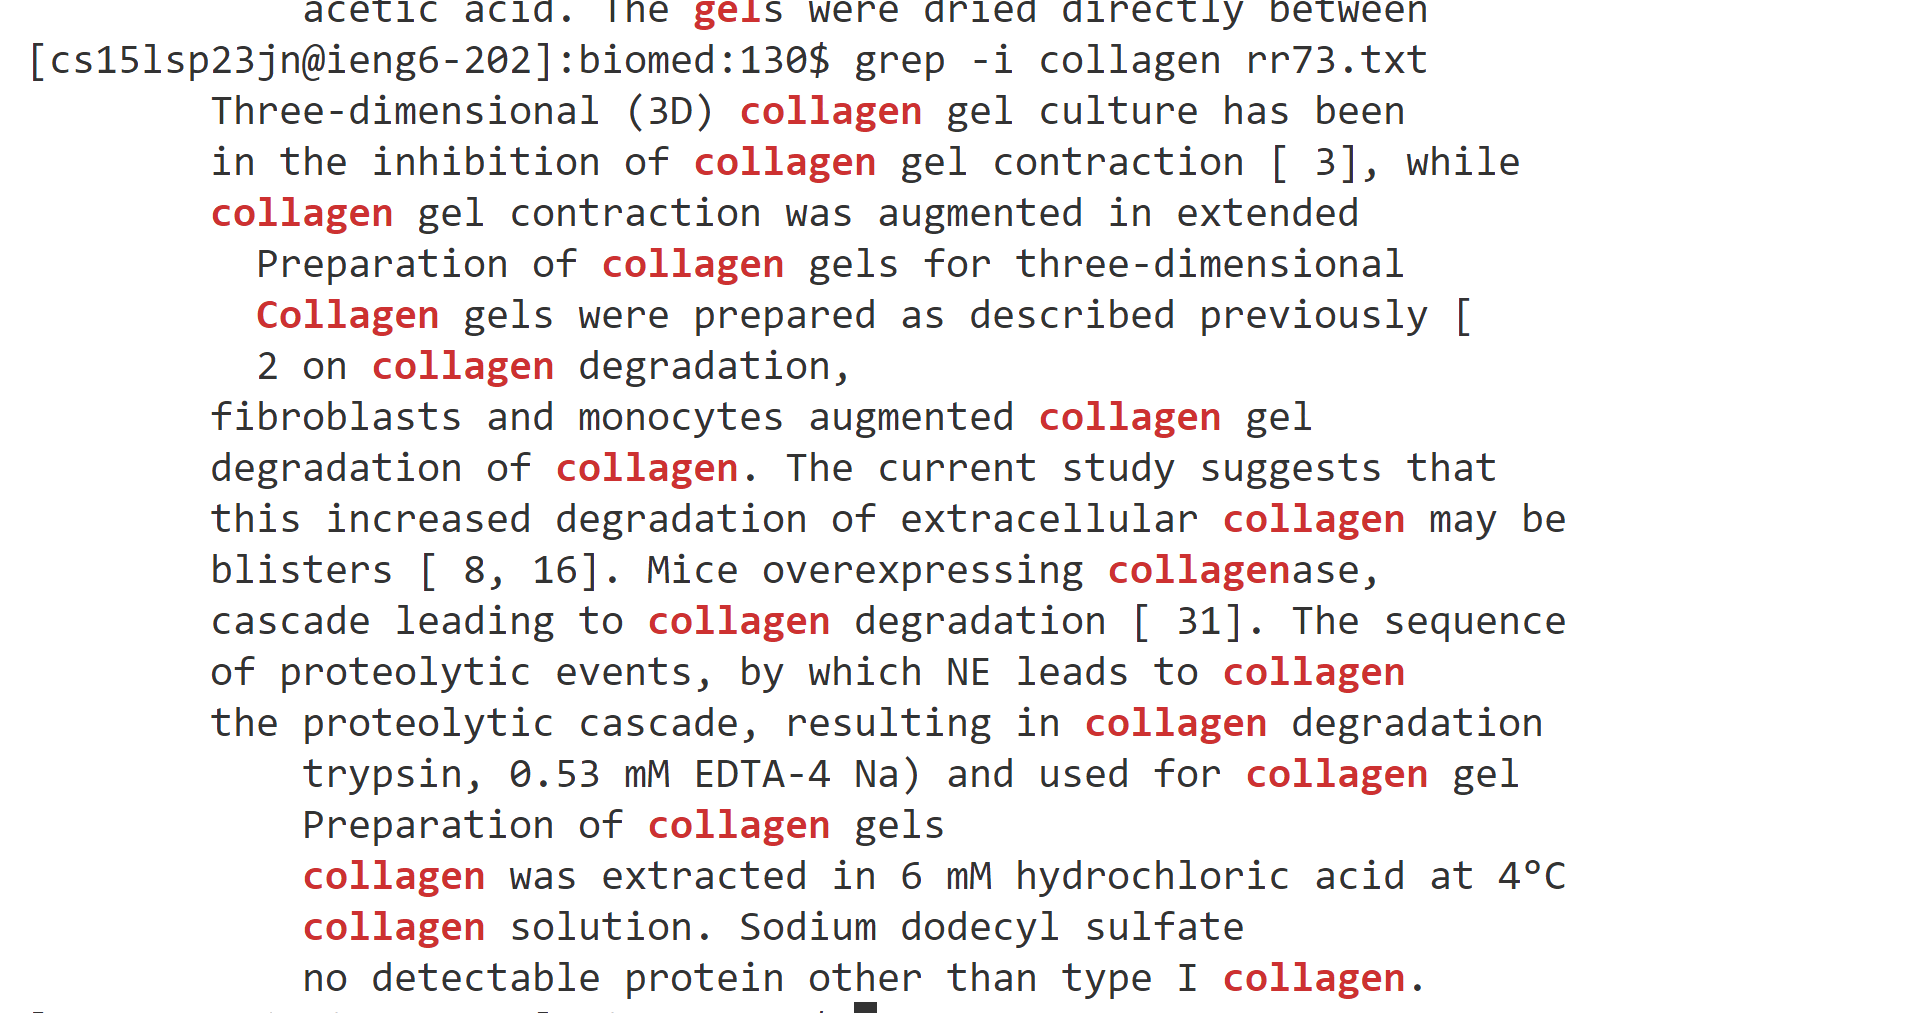 acetic acid. The gels were dried directly between
[cs15lsp23jn@ieng6-202]:biomed:130$ grep -i collagen rr73.txt
Three-dimensional (3D) collagen gel culture has been
in the inhibition of collagen gel contraction [ 3], while
collagen gel contraction was augmented in extended
Preparation of collagen gels for three-dimensional
Collagen gels were prepared as described previously [
2 on collagen degradation,
fibroblasts and monocytes augmented collagen gel
degradation of collagen. The current study suggests that
this increased degradation of extracellular collagen may be
blisters [ 8, 16]. Mice overexpressing collagenase,
cascade leading to collagen degradation [ 31]. The sequence
of proteolytic events, by which NE leads to collagen
the proteolytic cascade, resulting in collagen degradation
trypsin, 0.53 mM EDTA-4 Na) and used for collagen gel
Preparation of collagen gels
collagen was extracted in 6 mM hydrochloric acid at 4°C
collagen solution. Sodium dodecyl sulfate
no detectable protein other than type I collagen.